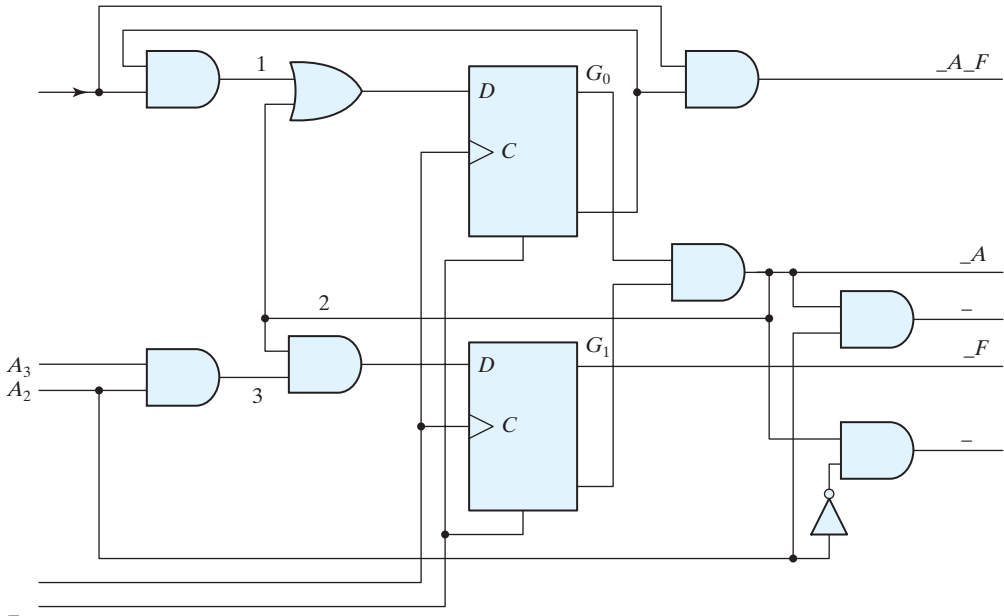 1
G₀
_A_F
D
C
_A
2
_
G₁
_F
A₃
D
A₂
3
C
_
_